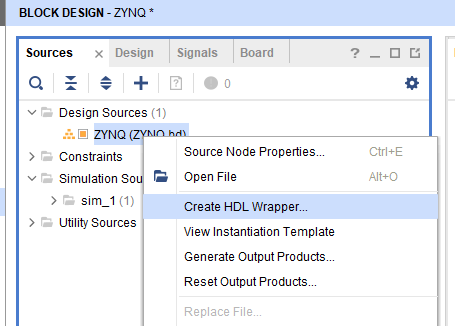 BLOCK DESIGN - ZYNQ *
Sources × Design Signals Board ? _
0
Design Sources (1)
ZYNQ (ZYNQ.bd)
Source Node Properties... Ctrl+E
Constraints
Open File Alt+O
Simulation Sou
sim_1 (1)
Create HDL Wrapper...
Utility Sources
View Instantiation Template
Generate Output Products...
Reset Output Products...
Replace File...